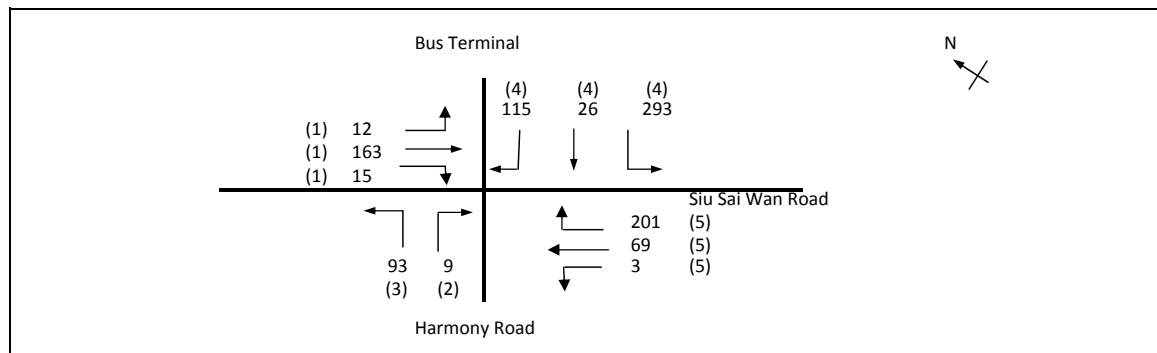 Bus Terminal
N
(4) (4) (4)
115 26 293
(1) 12
(1) 163
(1) 15
Siu Sai Wan Road
201 (5)
69 (5)
3 (5)
93 9
(3) (2)
Harmony Road